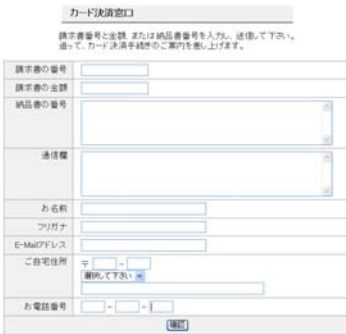 カード決済窓口
請求書番号と金額、または納品書番号を入力し、送信して下さい。
追って、カード決済手続きのご案内を差し上げます。
請求書の番号
請求書の金額
納品書の番号
通信欄
お名前
フリガナ
E-Mailアドレス
ご自宅住所
〒 -
選択して下さい
お電話番号
- -
確認